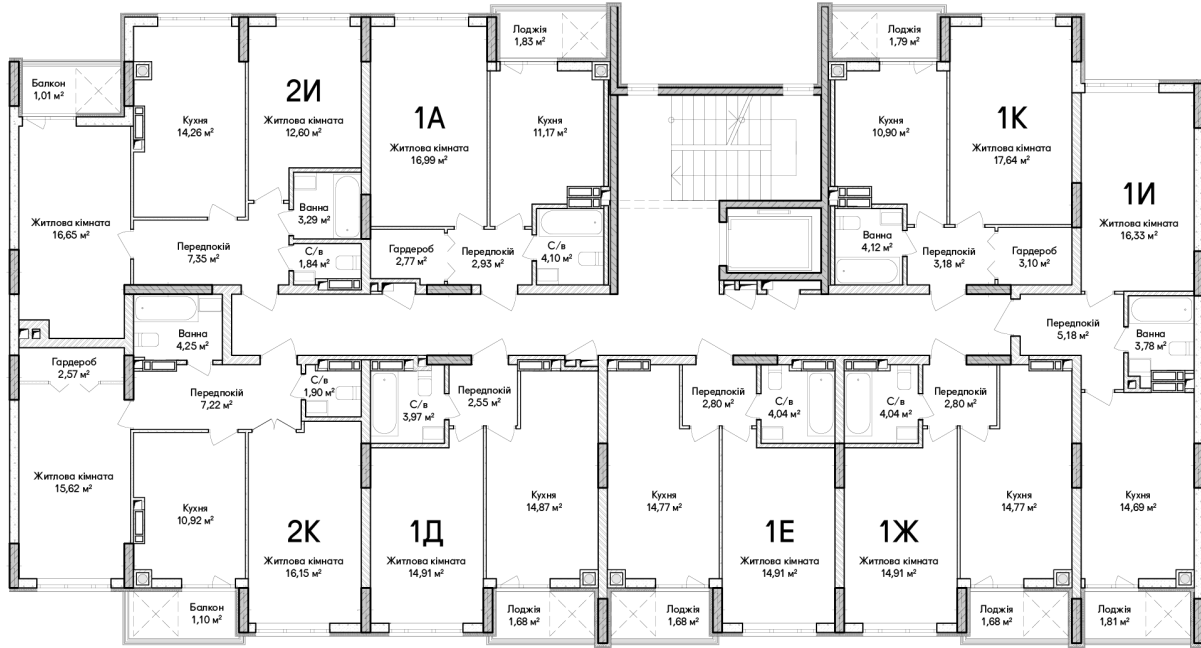 Балкон
1,01 м²
Кухня
14,26 м²
2И
Житлова кімната
12,60 м²
1А
Житлова кімната
16,99 м²
Лоджія
1,83 м²
Кухня
11,17 м²
Лоджія
1,79 м²
Кухня
10,90 м²
1К
Житлова кімната
17,64 м²
1И
Житлова кімната
16,33 м²
Житлова кімната
16,65 м²
Передпокій
7,35 м²
Ванна
3,29 м²
С/в
1,84 м²
Гардероб
2,77 м²
Передпокій
2,93 м²
С/в
4,10 м²
Ванна
4,12 м²
Передпокій
3,18 м²
Гардероб
3,10 м²
Передпокій
5,18 м²
Ванна
3,78 м²
Ванна
4,25 м²
Гардероб
2,57 м²
Передпокій
7,22 м²
С/в
1,90 м²
С/в
3,97 м²
Передпокій
2,55 м²
Передпокій
2,80 м²
С/в
4,04 м²
С/в
4,04 м²
Передпокій
2,80 м²
Житлова кімната
15,62 м²
Кухня
10,92 м²
2К
Житлова кімната
16,15 м²
1Д
Житлова кімната
14,91 м²
Кухня
14,87 м²
Кухня
14,77 м²
1Е
Житлова кімната
14,91 м²
1Ж
Житлова кімната
14,91 м²
Кухня
14,77 м²
Кухня
14,69 м²
Балкон
1,10 м²
Лоджія
1,68 м²
Лоджія
1,68 м²
Лоджія
1,68 м²
Лоджія
1,81 м²